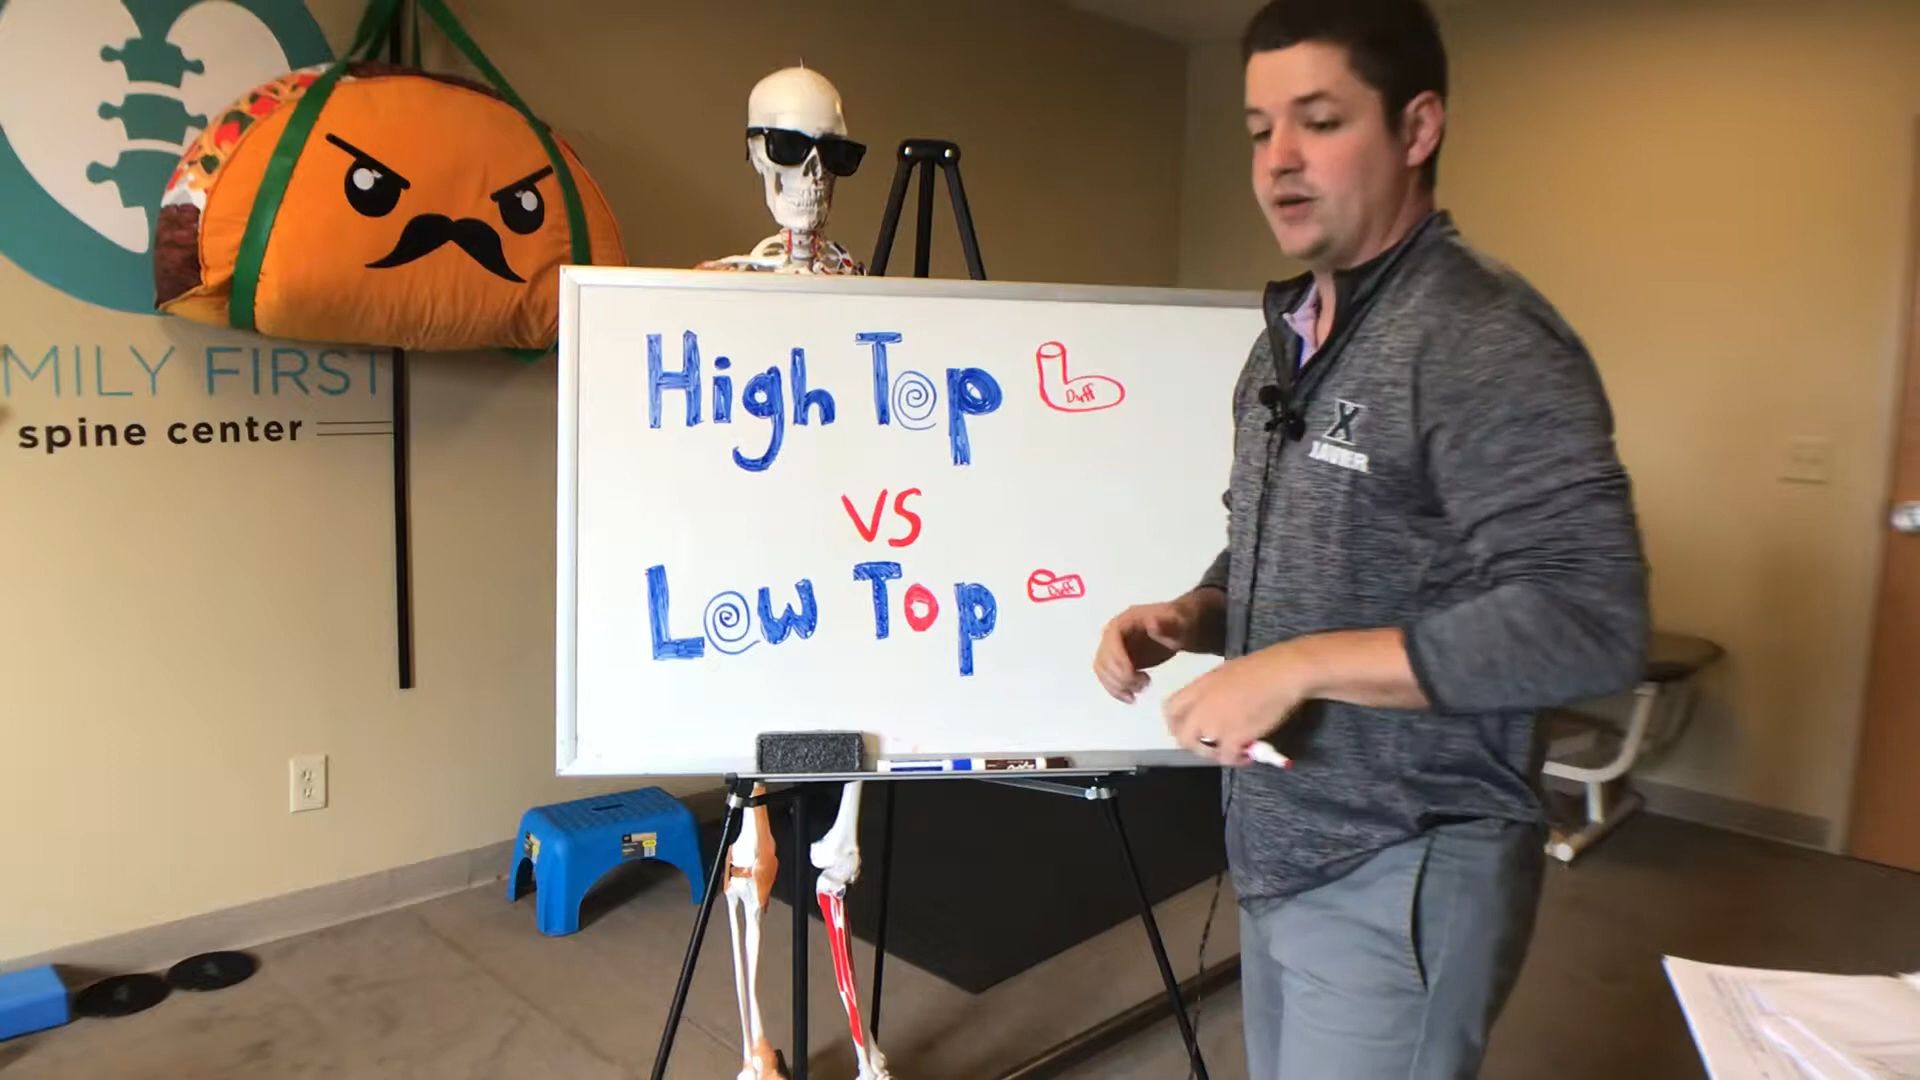 MILY FIRST
spine center
High Top
Duff
VS
Low Top
Duff
X
XAVIER